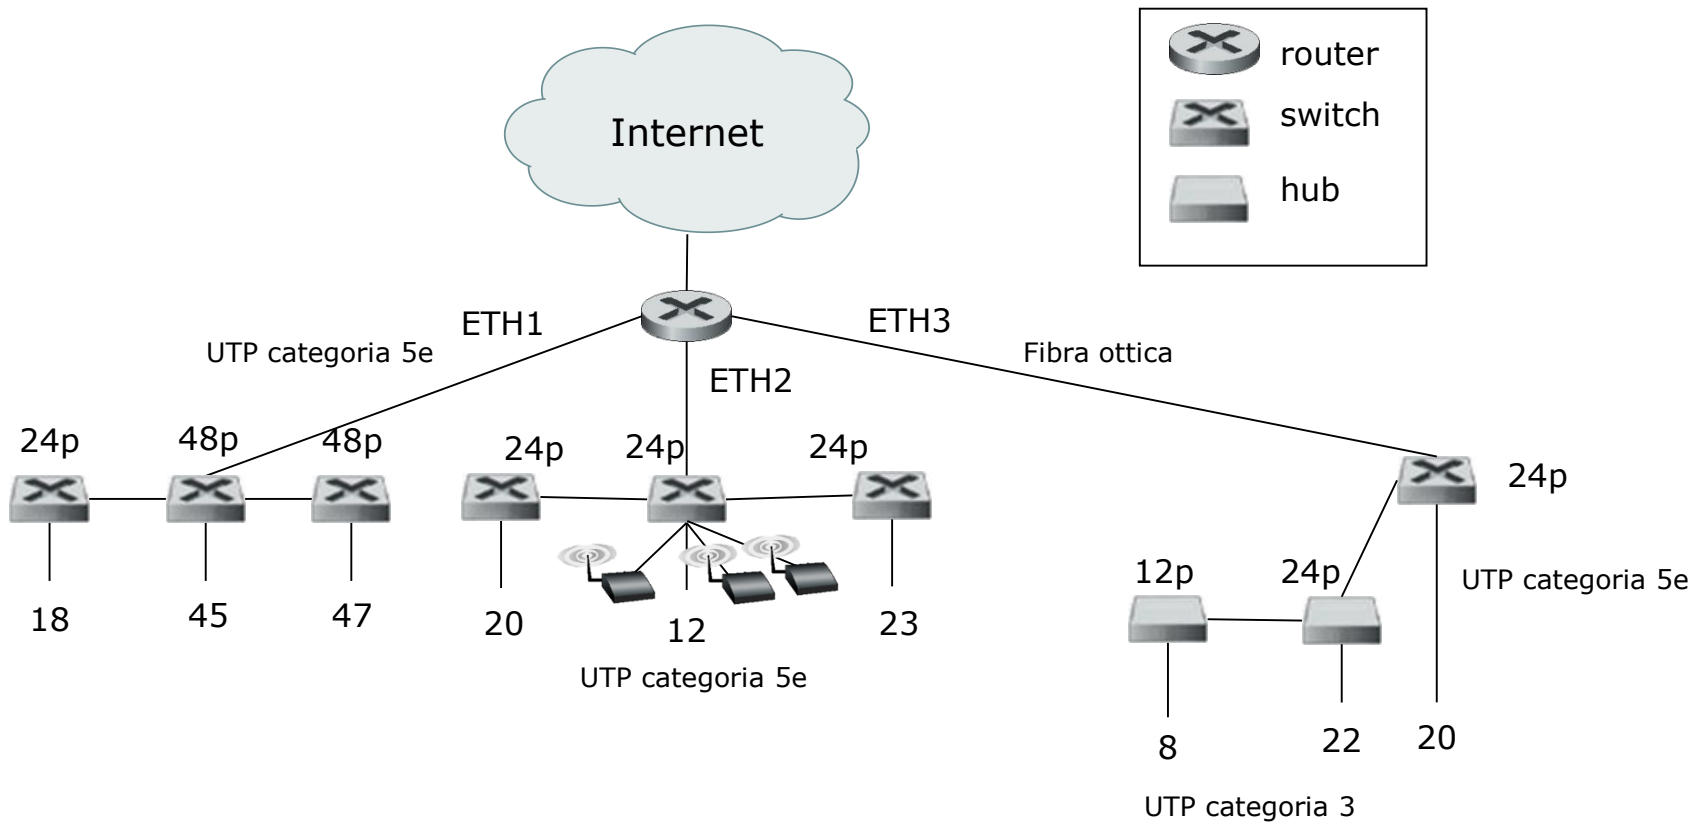 router
switch
hub
Internet
ETH1
ETH3
UTP categoria 5e
Fibra ottica
ETH2
24p
48p
48p
24p
24p
24p
24p
12p
24p
UTP categoria 5e
18
45
47
20
12
23
UTP categoria 5e
8
22
20
UTP categoria 3